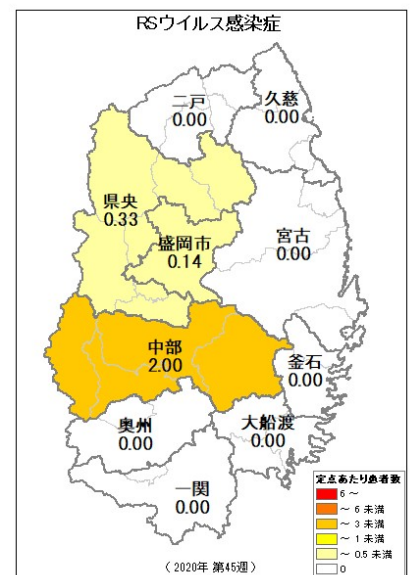 RSウイルス感染症
二戸
0.00
久慈
0.00
県央
0.33
盛岡市
0.14
宮古
0.00
中部
2.00
釜石
0.00
奥州
0.00
大船渡
0.00
一関
0.00
定点あたり患者数
6 ~
~ 6 未満
~ 3 未満
~ 1 未満
~ 0.5 未満
0
(2020年 第45週)